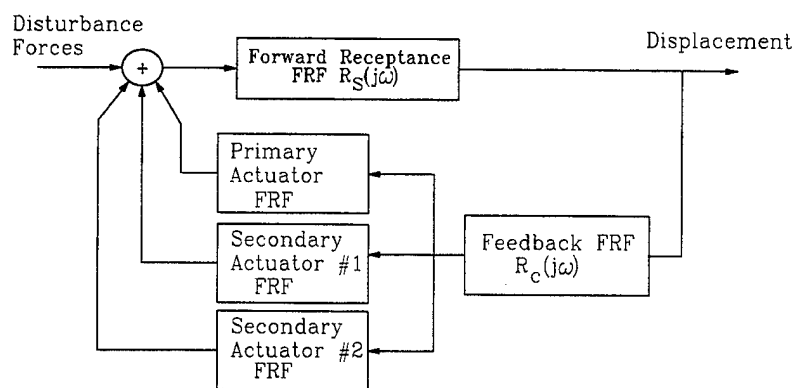 Disturbance
Forces
+
Forward Receptance
FRF R_S(jω)
Displacement
Primary
Actuator
FRF
Secondary
Actuator #1
FRF
Feedback FRF
R_c(jω)
Secondary
Actuator #2
FRF